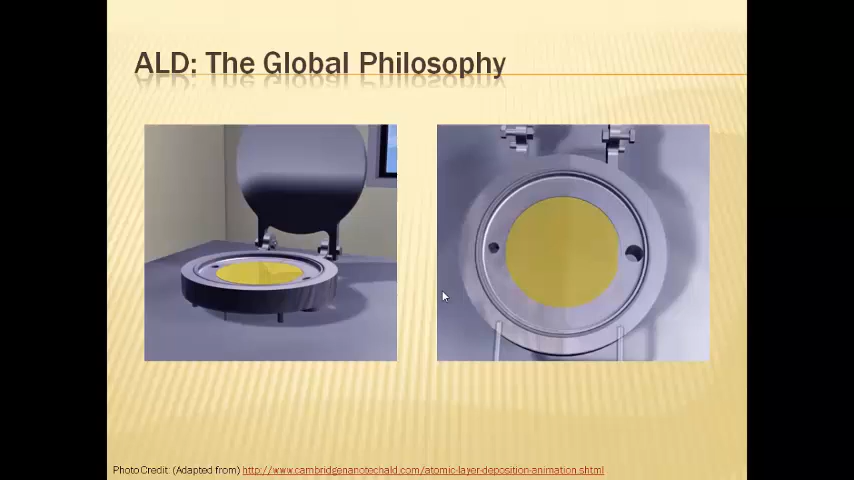 ALD: The Global Philosophy
Photo Credit: (Adapted from) http://www.cambridgenanotechald.com/atomic-layer-deposition-animation.shtml